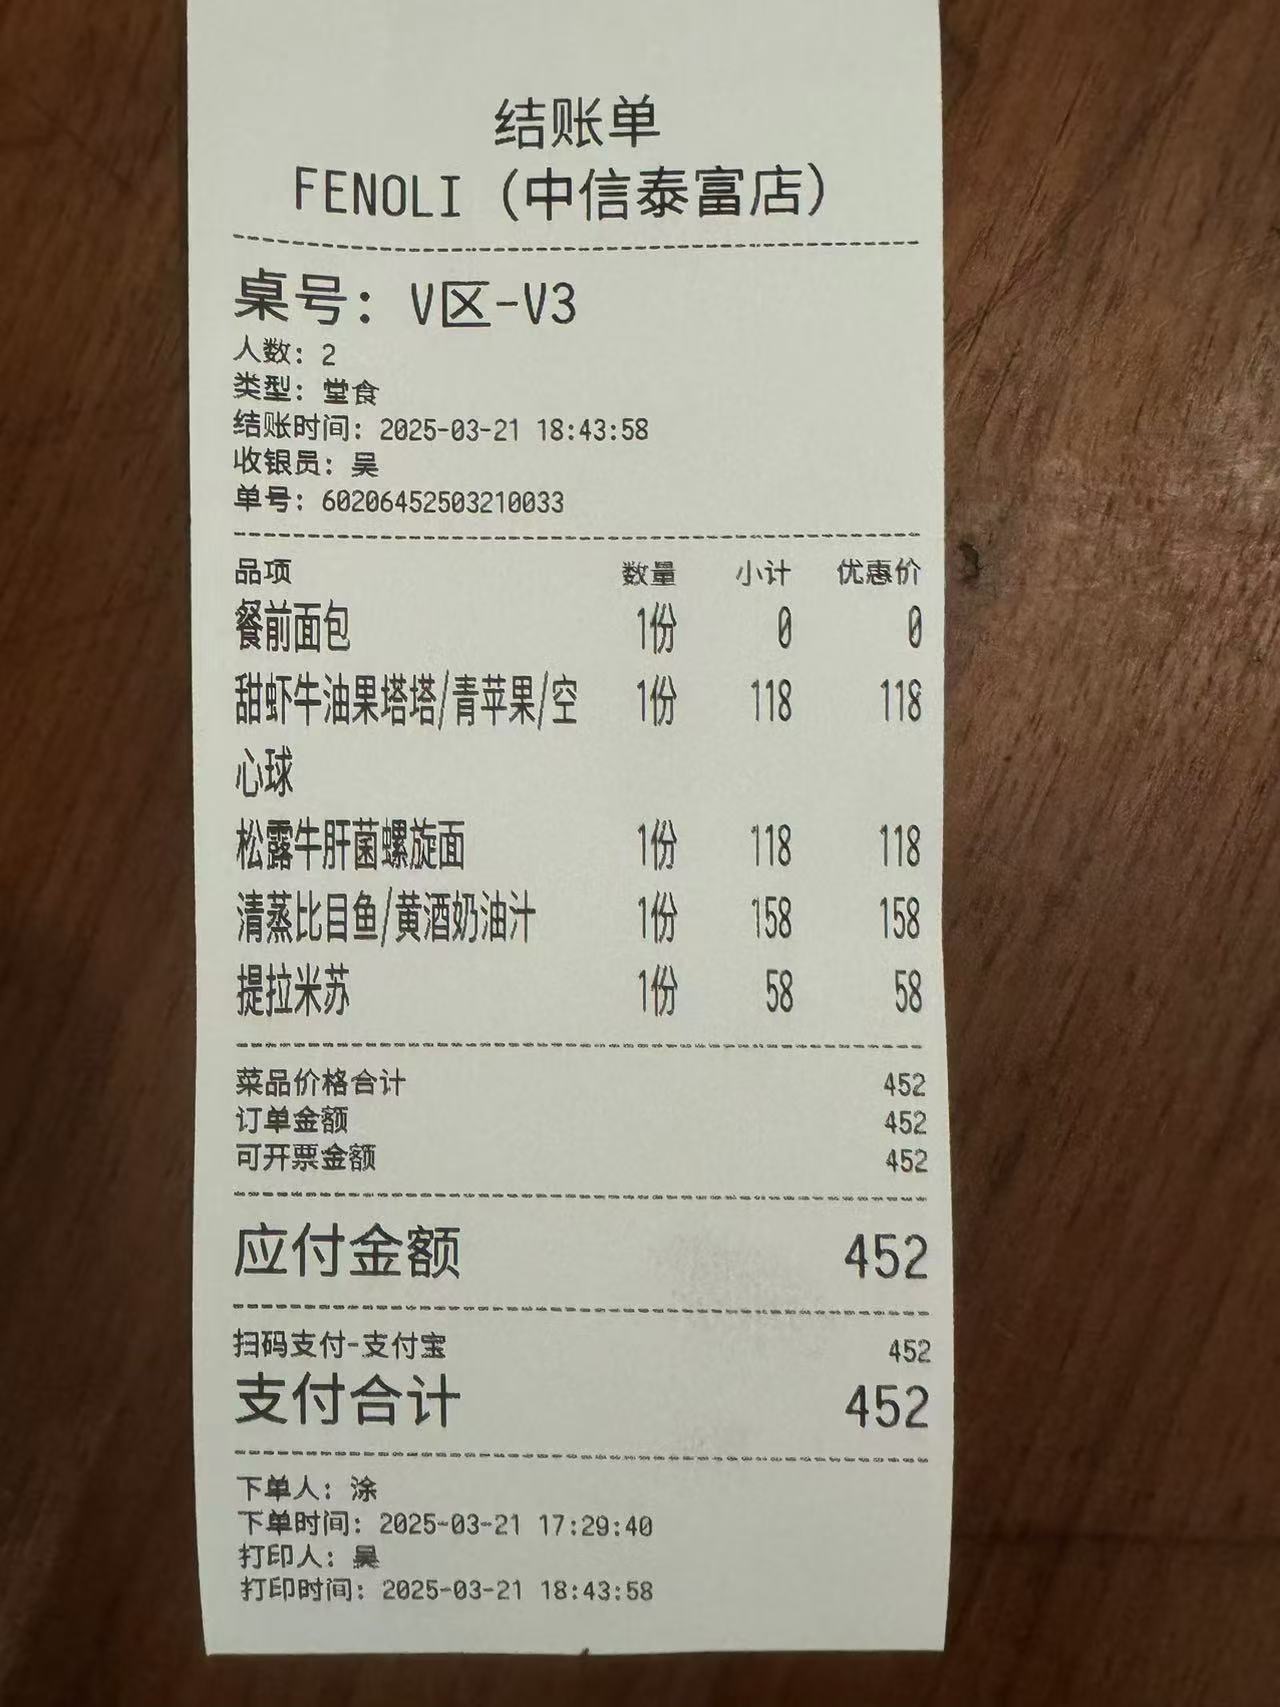 结账单
FENOLI（中信泰富店）
桌号：V区-V3
人数：2
类型：堂食
结账时间：2025-03-21 18:43:58
收银员：吴
单号：60206452503210033
品项 数量 小计 优惠价
餐前面包 1份 0 0
甜虾牛油果塔塔/青苹果/空 1份 118 118
心球
松露牛肝菌螺旋面 1份 118 118
清蒸比目鱼/黄酒奶油汁 1份 158 158
提拉米苏 1份 58 58
菜品价格合计 452
订单金额 452
可开票金额 452
应付金额 452
扫码支付-支付宝 452
支付合计 452
下单人：涂
下单时间：2025-03-21 17:29:40
打印人：吴
打印时间：2025-03-21 18:43:58